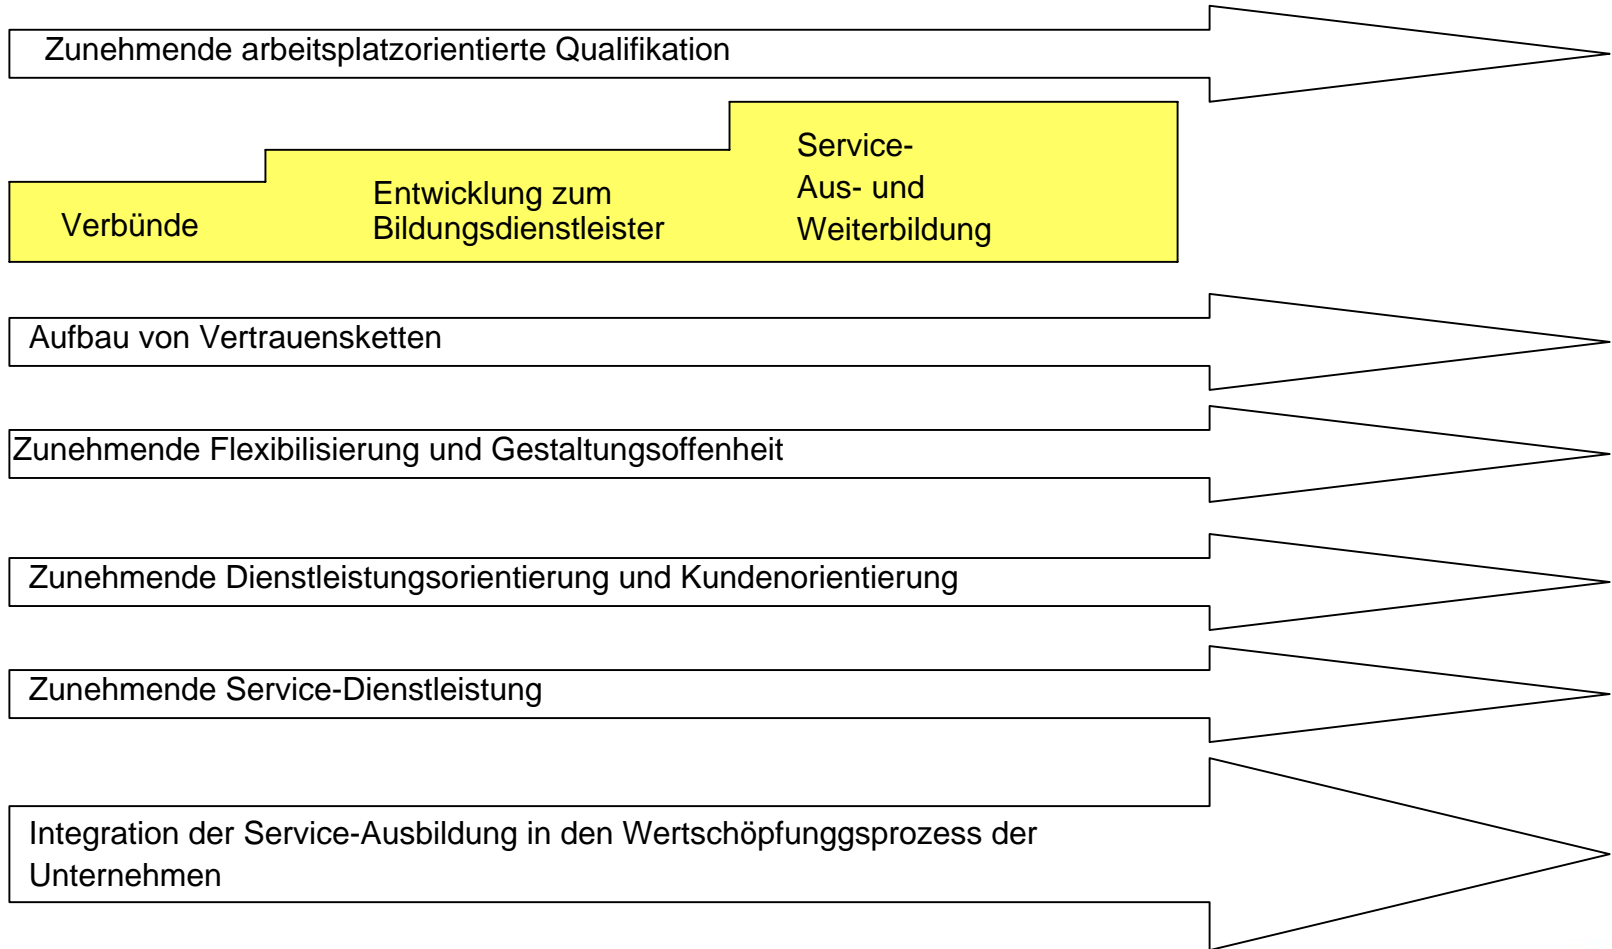 Zunehmende arbeitsplatzorientierte Qualifikation
Verbünde
Entwicklung zum
Bildungsdienstleister
Service-
Aus- und
Weiterbildung
Aufbau von Vertrauensketten
Zunehmende Flexibilisierung und Gestaltungsoffenheit
Zunehmende Dienstleistungsorientierung und Kundenorientierung
Zunehmende Service-Dienstleistung
Integration der Service-Ausbildung in den Wertschöpfunggsprozess der
Unternehmen